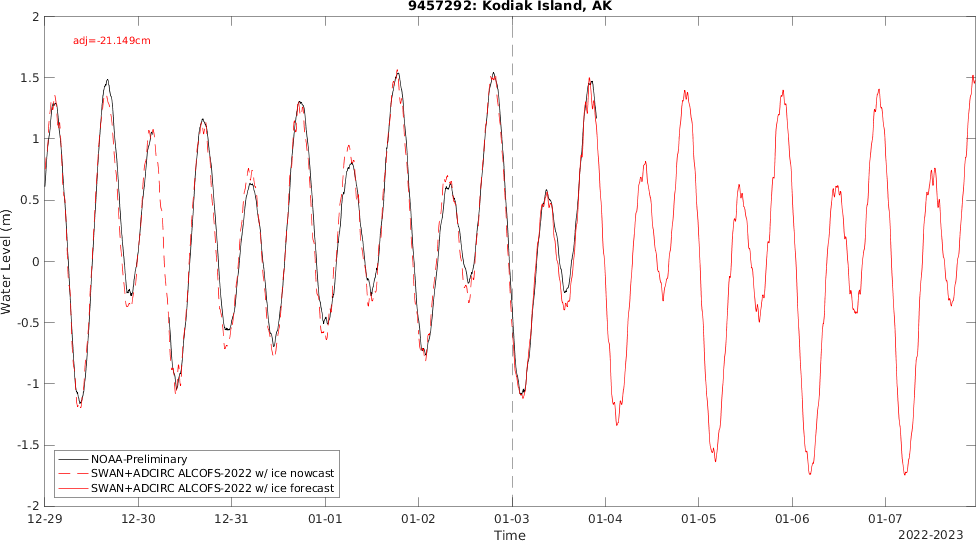 9457292: Kodiak Island, AK
adj=-21.149cm
2
1.5
1
0.5
0
-0.5
-1
-1.5
-2
Water Level (m)
NOAA-Preliminary
SWAN+ADCIRC ALCOFS-2022 w/ ice nowcast
SWAN+ADCIRC ALCOFS-2022 w/ ice forecast
12-29 12-30 12-31 01-01 01-02 01-03 01-04 01-05 01-06 01-07
Time
2022-2023